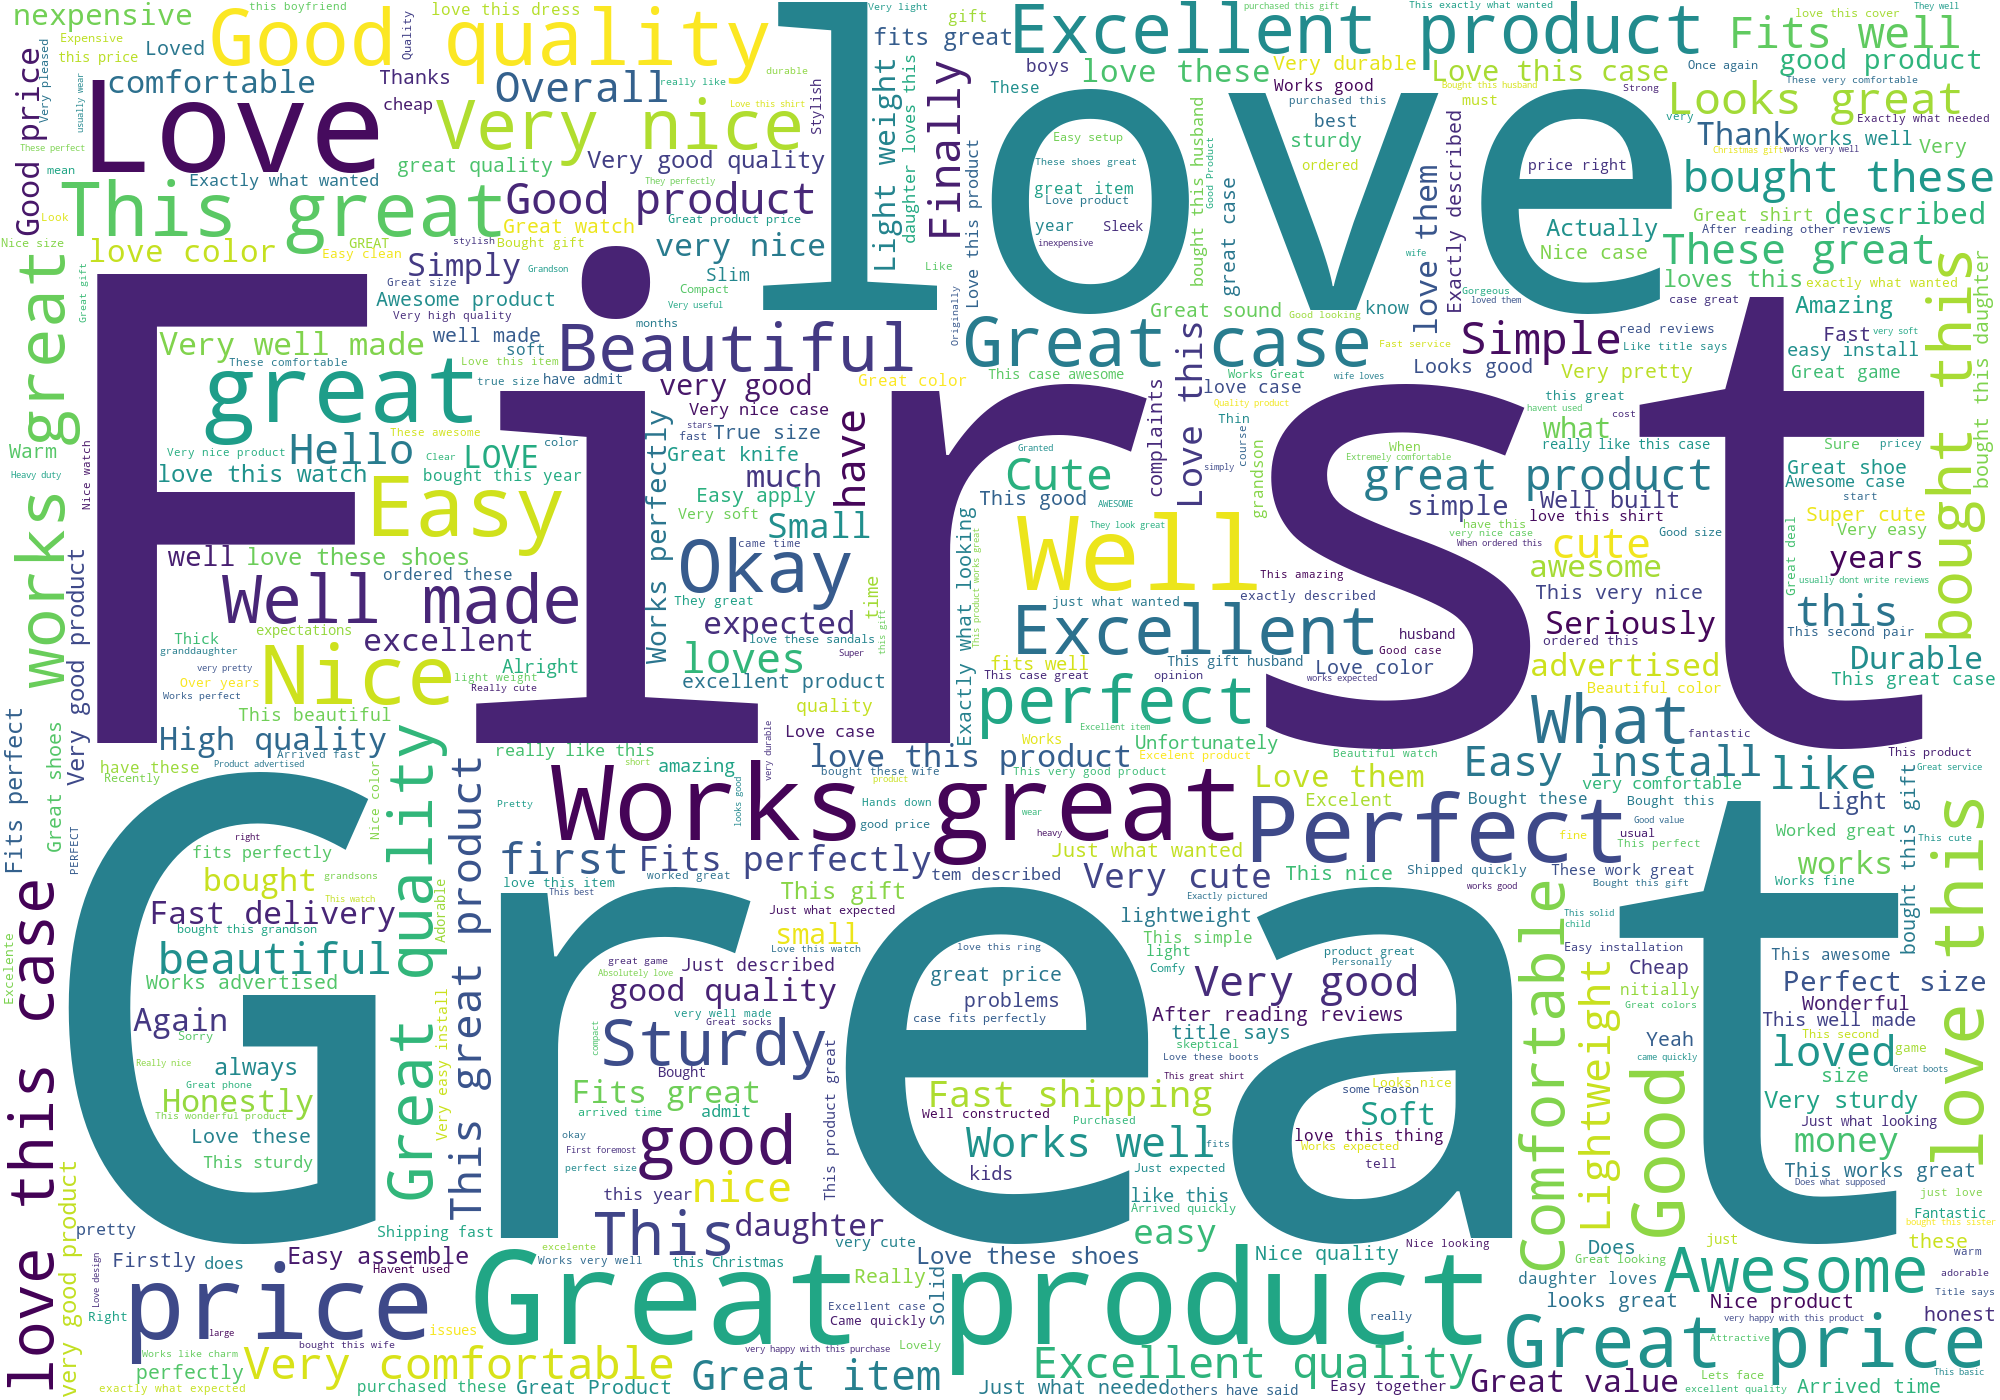 nexpensive
this boyfriend
love this dress
Very light
gift
purchased this gift
This exactly what wanted
love this cover
They well
Expensive
this price
Loved
Good quality
Quality
love
fits great
Excellent product
Fits well
Very pleased
comfortable
Thanks
Overall
really like
durable
boys
love these
Very durable
Love this case
Once again
good product
Good price
usually wear
Love
cheap
Very nice
Love this shirt
Stylish
Light weight
daughter loves this
Finally
These
Works good
purchased this
best
Bought this husband
must
Strong
These very comfortable
Looks great
Exactly what needed
These perfect
mean
great quality
Very good quality
Easy setup
sturdy
ordered
very
Thank
works well
Christmas gift
works very well
Very
Exactly what wanted
They perfectly
These shoes great
price right
Look
This great
Good product
Great product price
great item
Love product
bought these
Nice size
GREAT
Great watch
year
Sleek
Great shirt
described
love color
Easy clean
stylish
Bought gift
very nice
inexpensive
Actually
After reading other reviews
Great gift
Simply
Grandson
Slim
Like
Love this product
bought this husband
Good Product
great case
wife
love them
Exactly described
Nice case
These great
Great size
Compact
Gorgeous
loved them
loves this
exactly what wanted
Awesome product
Very useful
Originally
Great sound
know
case great
Amazing
Very high quality
months
Good looking
Very well made
well made
Beautiful
Great case
Fast service
Simple
read reviews
Fast
very soft
soft
Love this item
Like title says
easy install
These comfortable
true size
have admit
very good
Great color
This case awesome
Works Great
wife loves
Looks good
Very pretty
Great game
works great
First
great
Very nice case
love case
Quality product
this great
havent used
cost
bought this
bought this daughter
These awesome
stars
True size
have
complaints
Love this
Thin
what
Warm
Very nice product
Hello
LOVE
color
fast
Great knife
Granted
course
When
really like this case
Sure
pricey
Heavy duty
Nice watch
love this watch
Clear
bought this year
Works perfectly
much
Cute
simply
grandson
Extremely comfortable
great product
Great shoe
Awesome case
Easy
Easy apply
This good
AWESOME
simple
Well built
start
Very soft
Small
They look great
have this
love this shirt
Super cute
well
love these shoes
came time
Exactly what looking
This product works great
Well
very nice case
When ordered this
Good size
Very easy
Very good product
ordered these
Okay
This amazing
cute
awesome
Great deal
years
usually dont write reviews
Well made
They great
time
just what wanted
exactly described
This very nice
this
expectations
excellent
expected
this gift
Excellent
husband
Seriously
This second pair
Thick
granddaughter
love these sandals
Super
Good case
ordered this
very pretty
Nice
Alright
loves
fits well
This gift husband
Love color
advertised
Durable
Over years
light weight
Really cute
excellent product
This case great
opinion
works expected
Beautiful color
This great case
Works perfect
This beautiful
quality
perfect
What
Fits perfect
Great shoes
High quality
Great quality
Love case
Excellent item
fantastic
Arrived fast
really like this
very durable
love this product
Works
Unfortunately
Beautiful watch
This product
have these
Product advertised
short
amazing
bought these wife
This very good product
Excelent product
Love them
Easy install
like
Great service
Recently
Nice color
Works great
looks good
product
Hands down
Excelent
very comfortable
Light
Pretty
Perfect
Bought these
Bought this
bought this gift
love this
Great
right
good price
wear
heavy
Good value
Worked great
This cute
PERFECT
fits perfectly
This great product
first
Fits perfectly
Just what wanted
fine
usual
This perfect
works
bought
grandsons
love this item
worked great
tem described
Very cute
This nice
Shipped quickly
These work great
Works fine
This watch
This best
This gift
Exactly pictured
works good
Bought this gift
love this case
Fast delivery
Adorable
Just what expected
lightweight
Comfortable
This solid
child
bought this grandson
small
This simple
Easy installation
beautiful
Love this watch
love this ring
light
product great
Personally
This awesome
Excelente
great game
Just described
Works advertised
Absolutely love
great price
Comfy
Very good
Lightweight
Cheap
Perfect size
good quality
problems
nitially
Great colors
Wonderful
Again
Very easy install
very well made
Great socks
case fits perfectly
After reading reviews
This well made
Sorry
compact
Sturdy
title says
Yeah
This second
skeptical
Really nice
always
Love these boots
came quickly
loved
game
Great phone
Bought
This product great
This great shirt
Looks nice
Great boots
Honestly
Fits great
Fast shipping
some reason
size
This wonderful product
arrived time
admit
Well constructed
Purchased
Soft
Good
Very sturdy
Love these
okay
good
Works well
fits
love this thing
Just what looking
First foremost
Works expected
money
This sturdy
perfect size
kids
Just expected
tell
This works great
very good product
this year
nice
like this
Does what supposed
just love
pretty
Shipping fast
This
daughter
Arrived quickly
easy
Fantastic
bought this sister
Firstly
does
Easy assemble
excelente
very cute
Love these shoes
Nice quality
Nice looking
Does
just
these
Havent used
Works very well
this Christmas
Great looking
warm
Love design
Really
Solid
daughter loves
Awesome
adorable
Right
price
Great product
Excellent case
looks great
Nice product
Title says
large
issues
Came quickly
really
honest
bought this wife
very happy with this product
Works like charm
very happy with this purchase
Lovely
Great price
Attractive
perfectly
Very comfortable
Great item
Excellent quality
Lets face
This basic
exactly what expected
purchased these
Great Product
Just what needed
others have said
Easy together
Great value
excellent quality
Arrived time